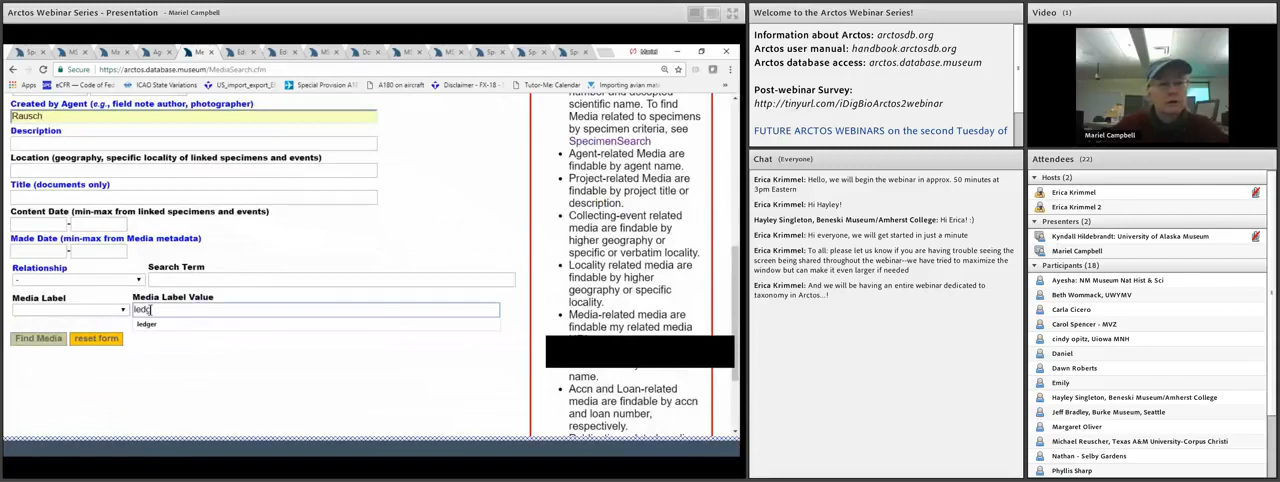 Arctos Webinar Series - Presentation - Mariel Campbell
Secure https://arctos.database.museum/MediaSearch.cfm
Apps eCFR — Code of Fed ICAO State Variations US_import_export_E Special Provision A1 A180 on aircraft Disclaimer - FX-18 Tutor-Me: Calendar Importing avian mat
Created by Agent (e.g., field note author, photographer)
Rausch
Description
Location (geography, specific locality of linked specimens and events)
Title (documents only)
Content Date (min-max from linked specimens and events)
-
Made Date (min-max from Media metadata)
-
Relationship Search Term
-
Media Label Media Label Value
ledg
ledger
Find Media reset form
number and accepted
scientific name. To find
Media related to specimens
by specimen criteria, see
SpecimenSearch
Agent-related Media are
findable by agent name.
Project-related Media are
findable by project title or
description.
Collecting-event related
media are findable by
higher geography or
specific or verbatim locality.
Locality related media are
findable by higher
geography or specific
locality.
Media-related media are
findable my related media
name.
Accn and Loan-related
media are findable by accn
and loan number,
respectively.
Welcome to the Arctos Webinar Series!
Information about Arctos: arctosdb.org
Arctos user manual: handbook.arctosdb.org
Arctos database access: arctos.database.museum
Post-webinar Survey:
http://tinyurl.com/iDigBioArctos2webinar
FUTURE ARCTOS WEBINARS on the second Tuesday of
Chat (Everyone)
Erica Krimmel: Hello, we will begin the webinar in approx. 50 minutes at
3pm Eastern
Erica Krimmel: Hi Hayley!
Hayley Singleton, Beneski Museum/Amherst College: Hi Erica! :)
Erica Krimmel: Hi everyone, we will get started in just a minute
Erica Krimmel: To all: please let us know if you are having trouble seeing the
screen being shared throughout the webinar--we have tried to maximize the
window but can make it even larger if needed
Erica Krimmel: And we will be having an entire webinar dedicated to
taxonomy in Arctos...!
Video (1)
Mariel Campbell
Attendees (22)
Hosts (2)
Erica Krimmel
Erica Krimmel 2
Presenters (2)
Kyndall Hildebrandt: University of Alaska Museum
Mariel Campbell
Participants (18)
Ayesha: NM Museum Nat Hist & Sci
Beth Wommack, UWYMV
Carla Cicero
Carol Spencer - MVZ
cindy opitz, Uiowa MNH
Daniel
Dawn Roberts
Emily
Hayley Singleton, Beneski Museum/Amherst College
Jeff Bradley, Burke Museum, Seattle
Margaret Oliver
Michael Reuscher, Texas A&M University-Corpus Christi
Nathan - Selby Gardens
Phyllis Sharp